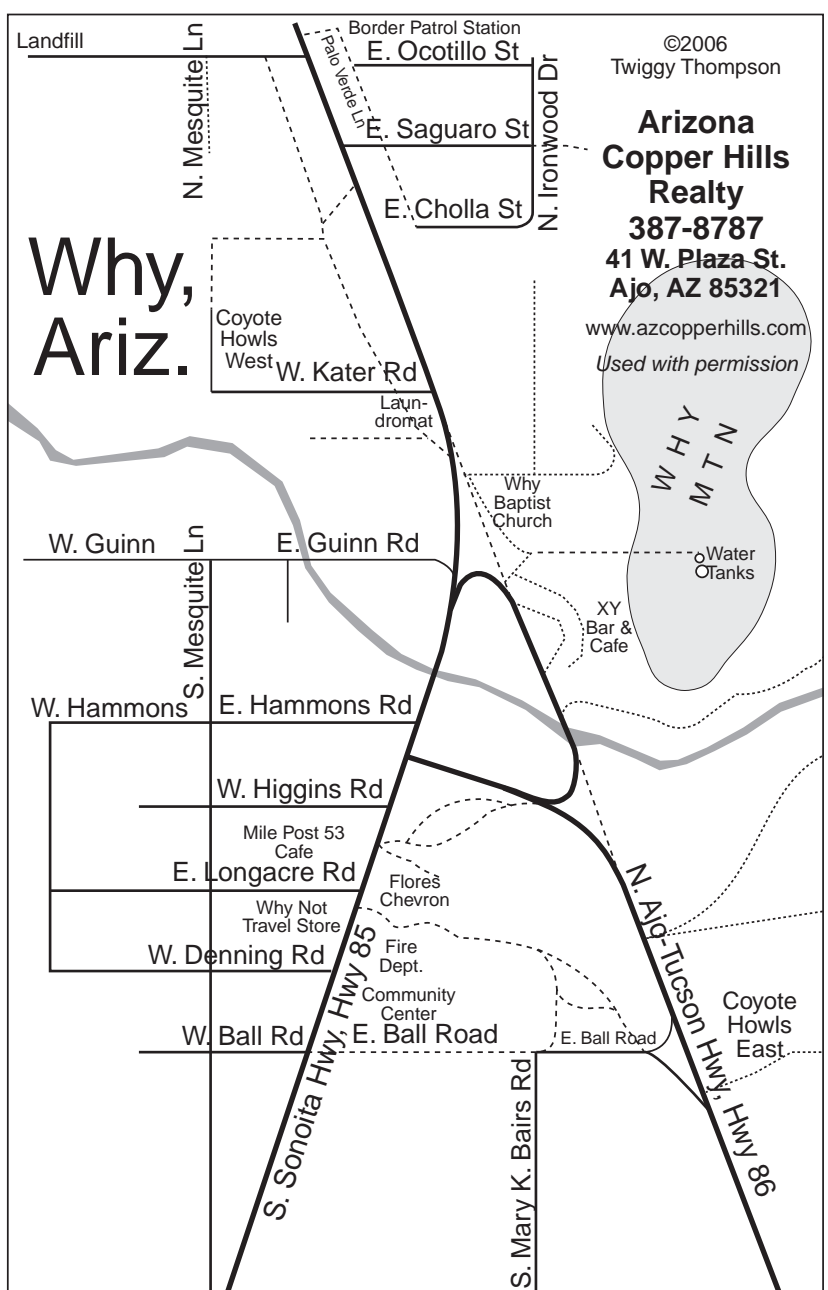 Landfill
N. Mesquite Ln
Palo Verde Ln
Border Patrol Station
E. Ocotillo St
E. Saguaro St
E. Cholla St
N. Ironwood Dr
©2006
Twiggy Thompson
Arizona
Copper Hills
Realty
387-8787
41 W. Plaza St.
Ajo, AZ 85321
www.azcopperhills.com
Used with permission
Why,
Ariz.
Coyote
Howls
West
W. Kater Rd
Laun-
dromat
WHY
MTN
Why
Baptist
Church
Water
Tanks
W. Guinn
S. Mesquite Ln
E. Guinn Rd
XY
Bar &
Cafe
W. Hammons
E. Hammons Rd
W. Higgins Rd
Mile Post 53
Cafe
E. Longacre Rd
Flores
Chevron
Why Not
Travel Store
W. Denning Rd
Fire
Dept.
Community
Center
W. Ball Rd
E. Ball Road
E. Ball Road
Coyote
Howls
East
S. Sonoita Hwy, Hwy 85
S. Mary K. Bairs Rd
N. Ajo-Tucson Hwy, Hwy 86